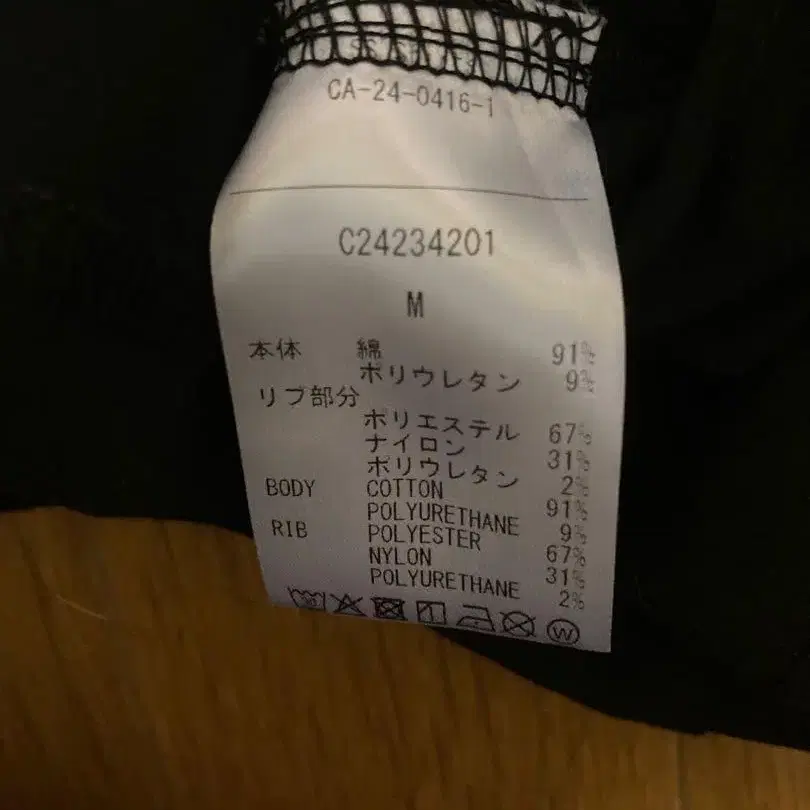 CA-24-0416-1
C24234201
M
本体 綿 91%
ポリウレタン 9%
リブ部分
ポリエステル 67%
ナイロン 31%
ポリウレタン 2%
BODY COTTON 91%
POLYURETHANE 9%
RIB POLYESTER 67%
NYLON 31%
POLYURETHANE 2%
W